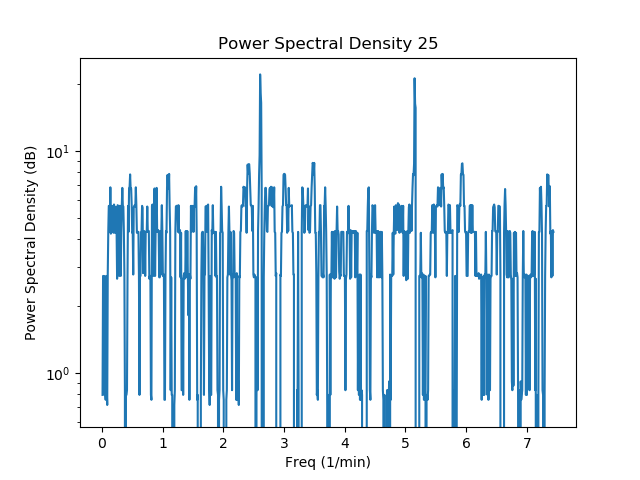 Power Spectral Density 25
Power Spectral Density (dB)
10¹
10⁰
0 1 2 3 4 5 6 7
Freq (1/min)